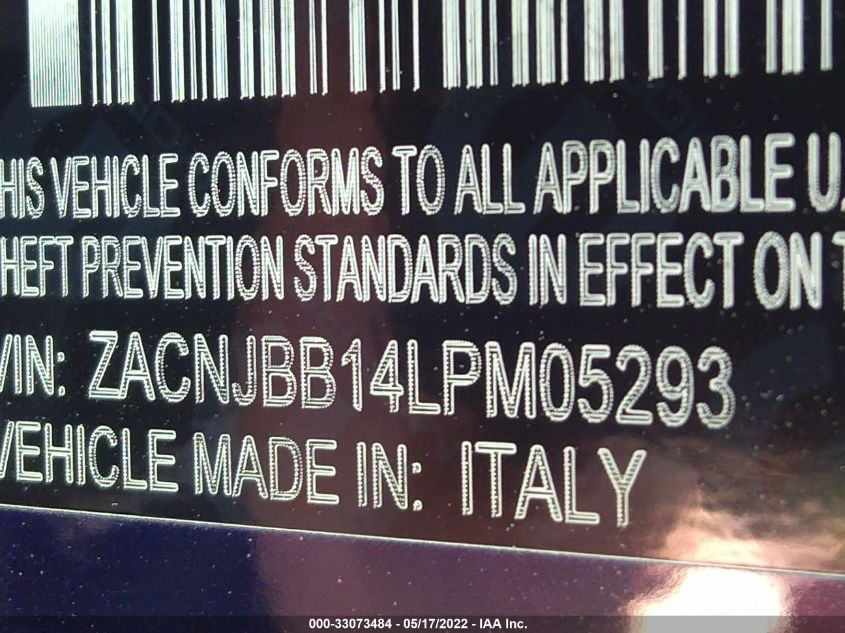 HIS VEHICLE CONFORMS TO ALL APPLICABLE U.
HEFT PREVENTION STANDARDS IN EFFECT ON T
VIN: ZACNJBB14LPM05293
VEHICLE MADE IN: ITALY
000-33073484 - 05/17/2022 - IAA Inc.